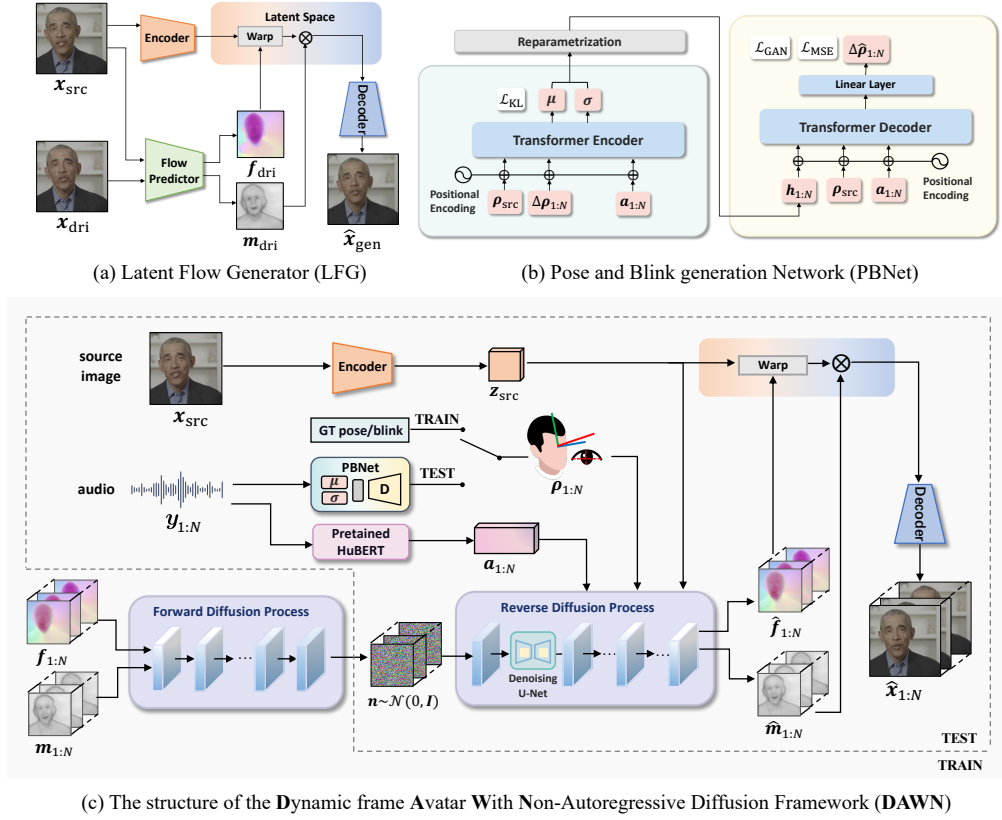 Latent Space
Encoder
Warp
⊗
x_src
Decoder
Flow
Predictor
f_dri
x_dri
m_dri
x̂_gen
(a) Latent Flow Generator (LFG)
Reparametrization
ℒ_KL
μ
σ
Transformer Encoder
Positional
Encoding
ρ_src
Δρ_1:N
a_1:N
ℒ_GAN
ℒ_MSE
Δρ̂_1:N
Linear Layer
Transformer Decoder
h_1:N
ρ_src
a_1:N
Positional
Encoding
(b) Pose and Blink generation Network (PBNet)
source
image
x_src
Encoder
z_src
Warp
⊗
GT pose/blink
TRAIN
PBNet
μ
σ
D
TEST
ρ_1:N
audio
y_1:N
Pretained
HuBERT
a_1:N
Decoder
Forward Diffusion Process
f_1:N
m_1:N
n~𝒩(0, I)
Reverse Diffusion Process
Denoising
U-Net
f̂_1:N
m̂_1:N
x̂_1:N
TEST
TRAIN
(c) The structure of the Dynamic frame Avatar With Non-Autoregressive Diffusion Framework (DAWN)